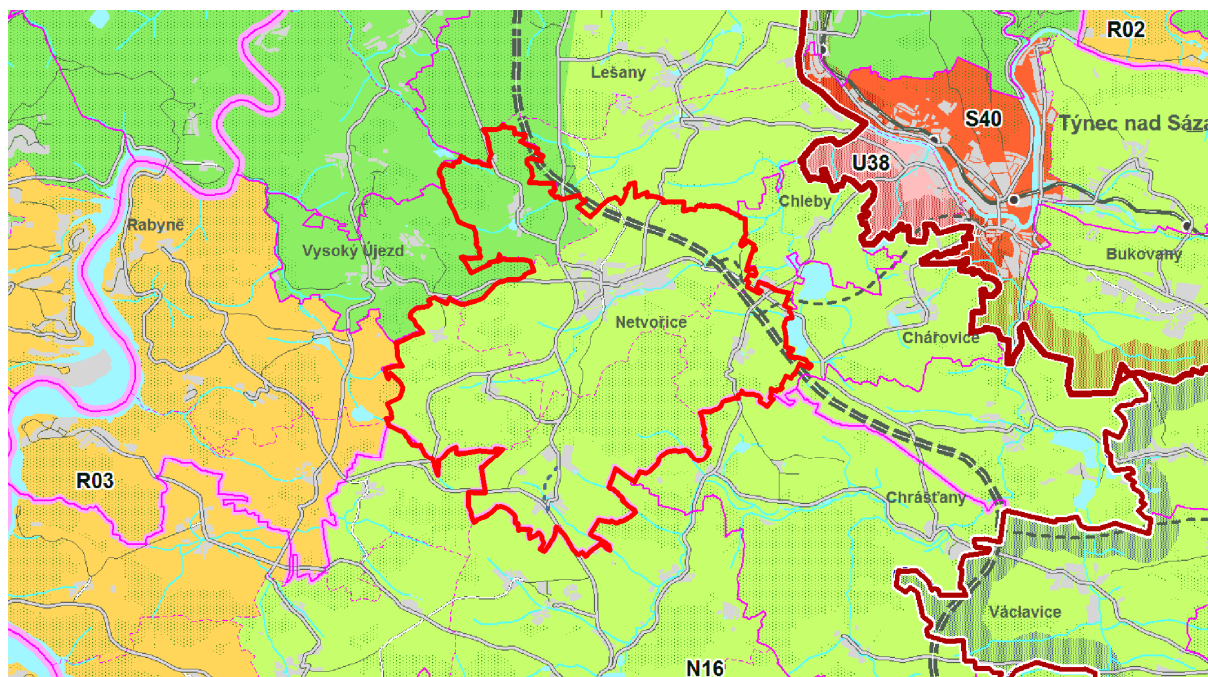 R02
Lešany
S40
Týnec nad Sáza
U38
Chleby
Rabyně
Vysoký Újezd
Bukovany
Netvořice
Chářovice
R03
Chrášťany
Václavice
N16